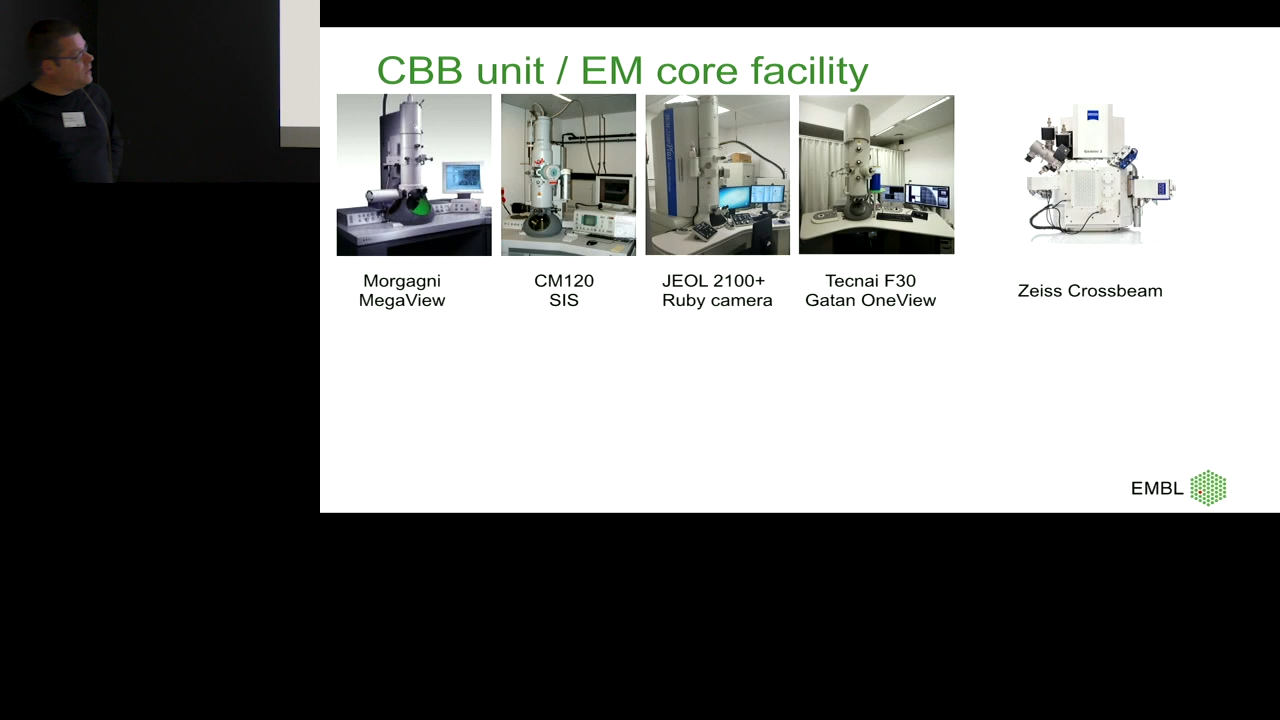 CBB unit / EM core facility
Morgagni
MegaView
CM120
SIS
JEOL 2100+
Ruby camera
Tecnai F30
Gatan OneView
Zeiss Crossbeam
EMBL